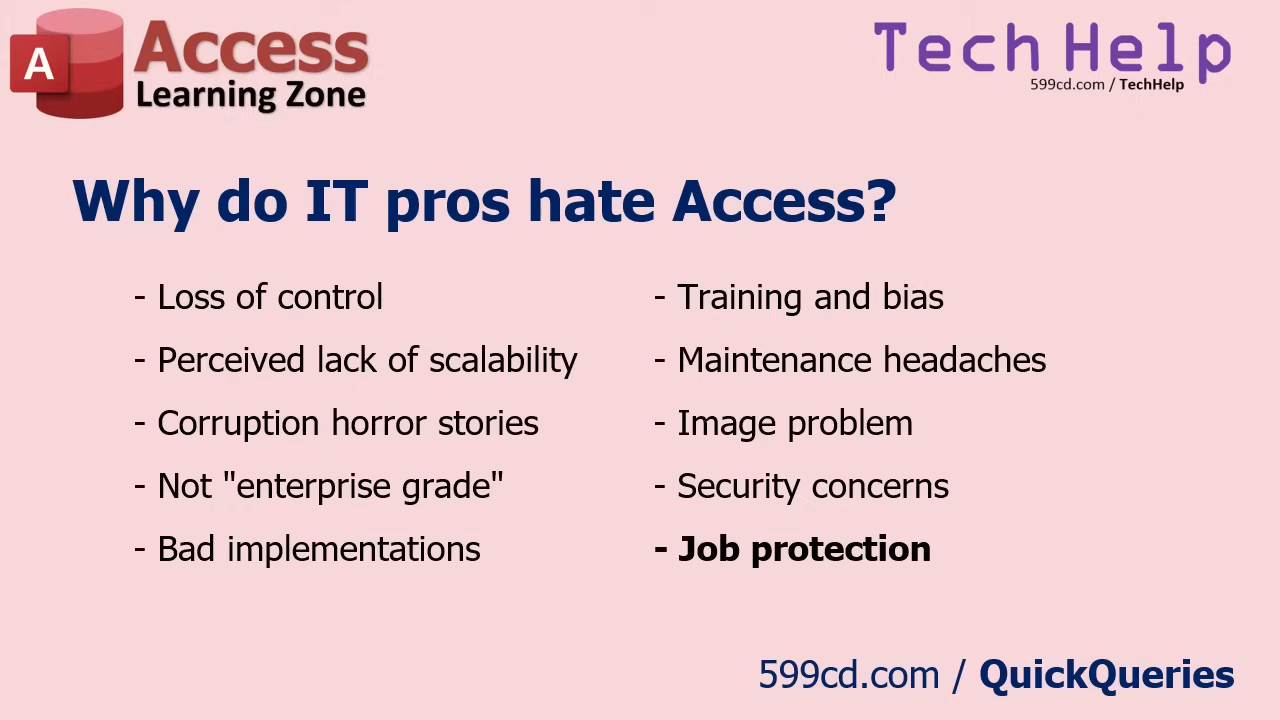 A
Access
Learning Zone
Tech Help
599cd.com / TechHelp
Why do IT pros hate Access?
- Loss of control
- Perceived lack of scalability
- Corruption horror stories
- Not "enterprise grade"
- Bad implementations
- Training and bias
- Maintenance headaches
- Image problem
- Security concerns
- Job protection
599cd.com / QuickQueries